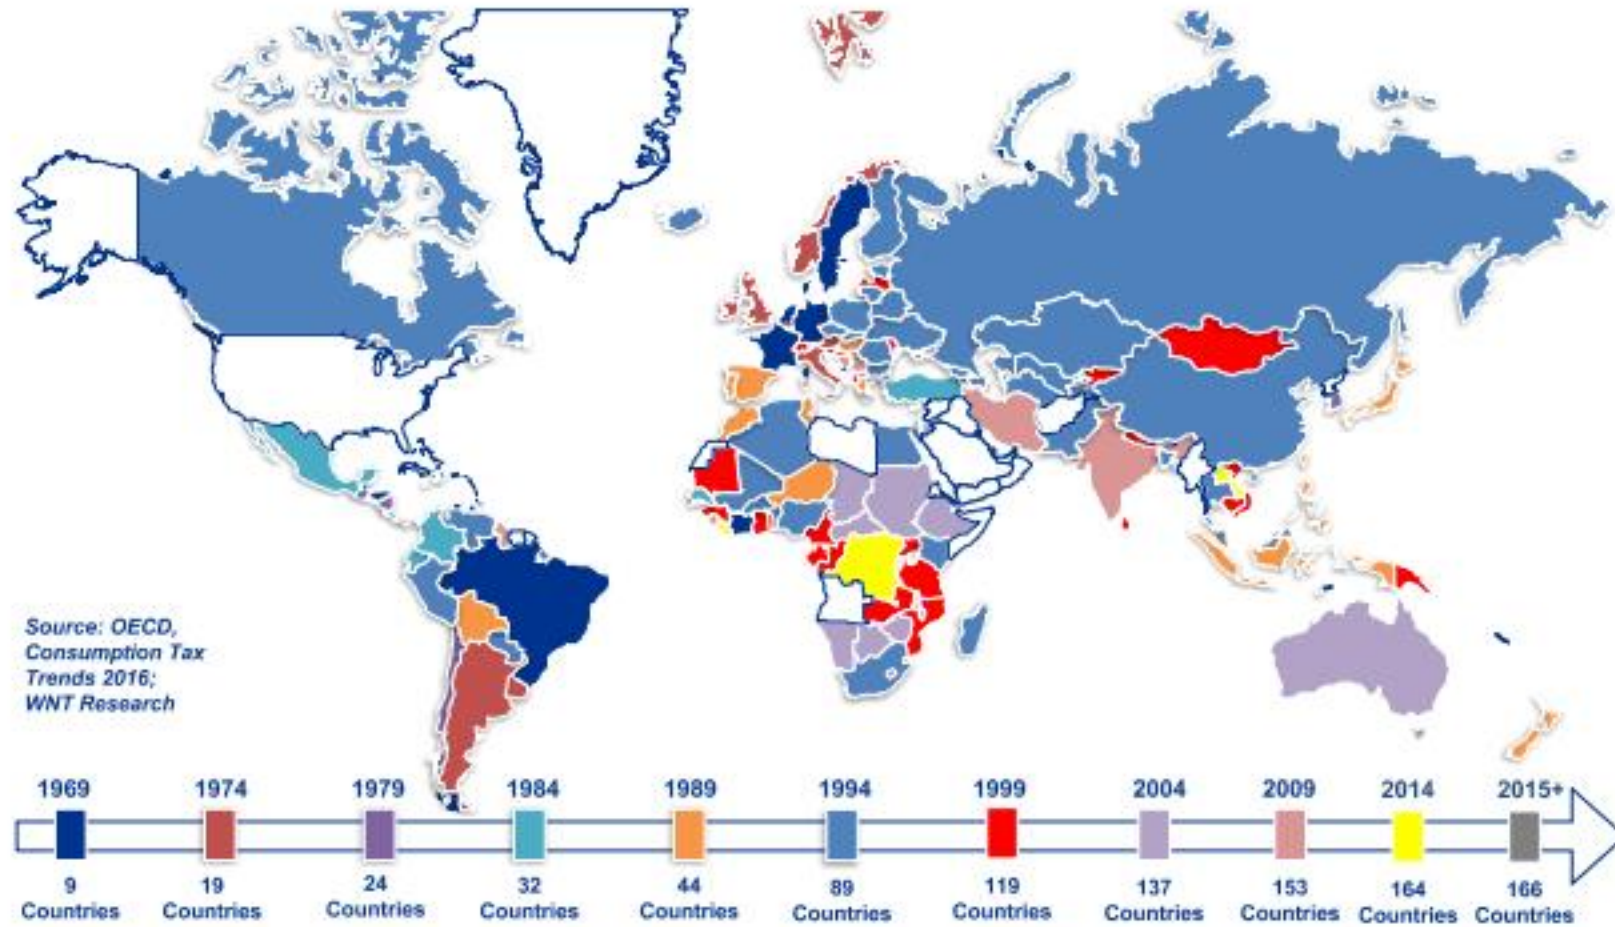 Source: OECD,
Consumption Tax
Trends 2016;
WNT Research
1969 1974 1979 1984 1989 1994 1999 2004 2009 2014 2015+
9 19 24 32 44 89 119 137 153 164 166
Countries Countries Countries Countries Countries Countries Countries Countries Countries Countries Countries